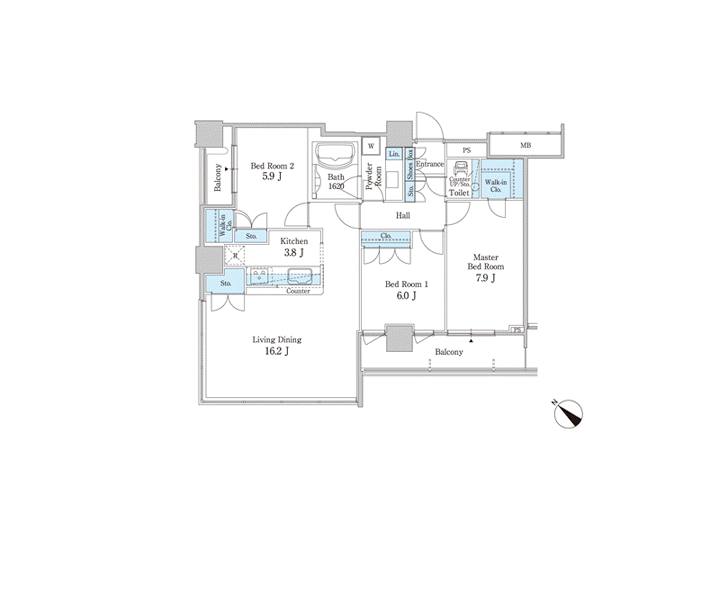 MB
PS
W
Lin.
Shoes Box
Entrance
Balcony
Bed Room 2
5.9 J
Bath
1620
Powder
Room
Sto.
Counter
UP/Sto.
Toilet
Walk-in
Clo.
Walk-in
Clo.
Sto.
Kitchen
3.8 J
R
Hall
Clo.
Master
Bed Room
7.9 J
Sto.
Counter
Bed Room 1
6.0 J
Living Dining
16.2 J
PS
Balcony
N